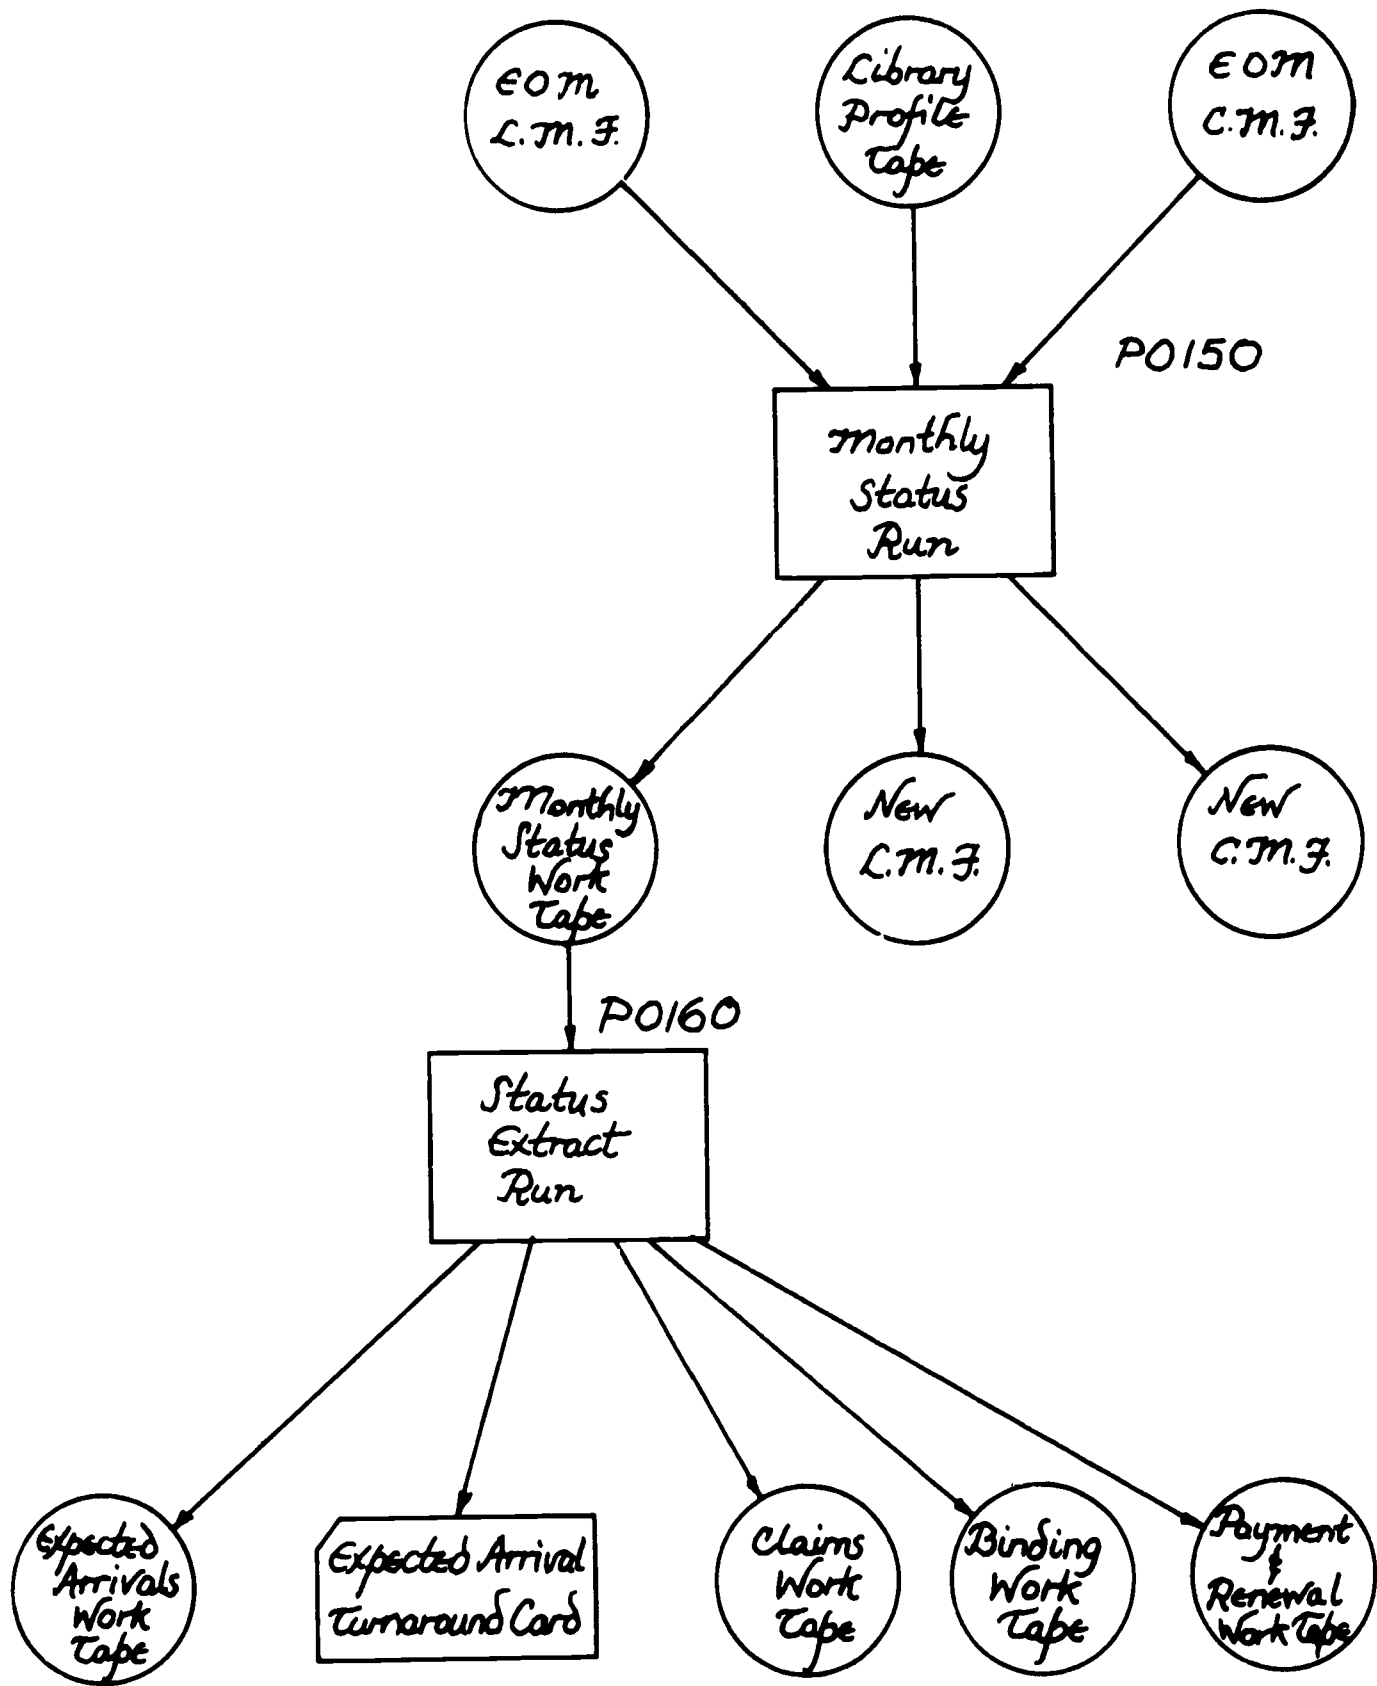 EOM
L.M.F.
Library
Profile
Tape
EOM
C.M.F.
P0150
Monthly
Status
Run
Monthly
Status
Work
Tape
New
L.M.F.
New
C.M.F.
P0160
Status
Extract
Run
Expected
Arrivals
Work
Tape
Expected Arrival
Turnaround Card
Claims
Work
Tape
Binding
Work
Tape
Payment
&
Renewal
Work Tape